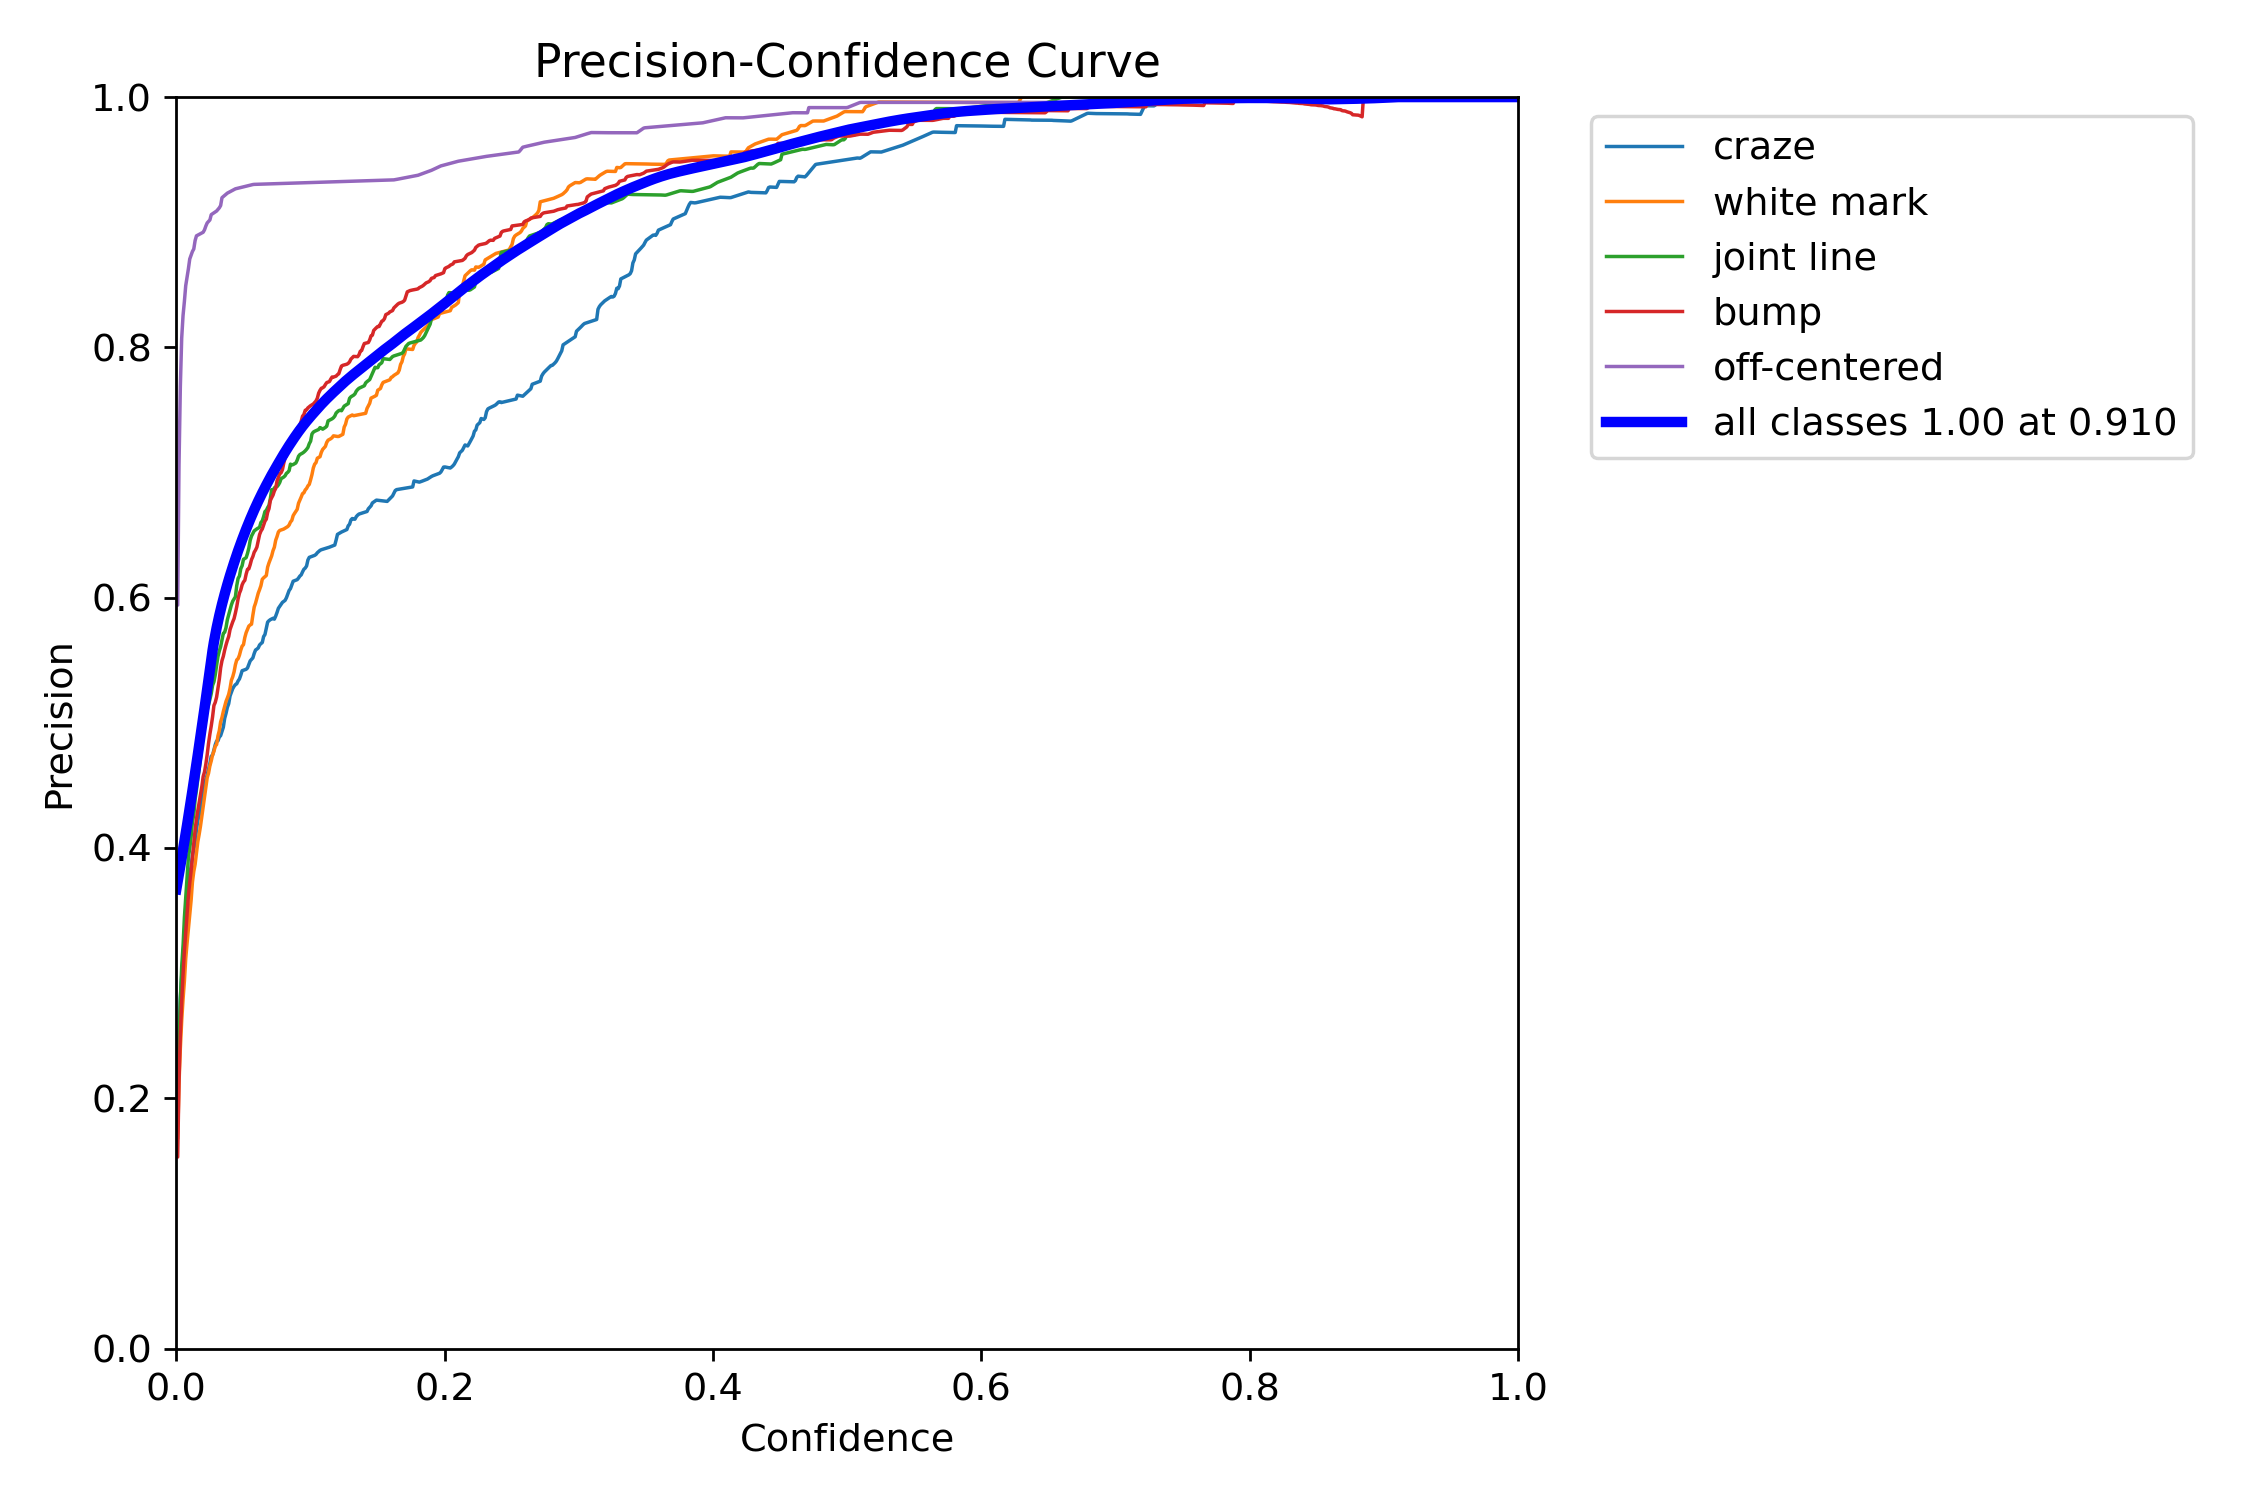 Precision-Confidence Curve
1.0
0.8
0.6
0.4
0.2
0.0
Precision
0.0 0.2 0.4 0.6 0.8 1.0
Confidence
craze
white mark
joint line
bump
off-centered
all classes 1.00 at 0.910